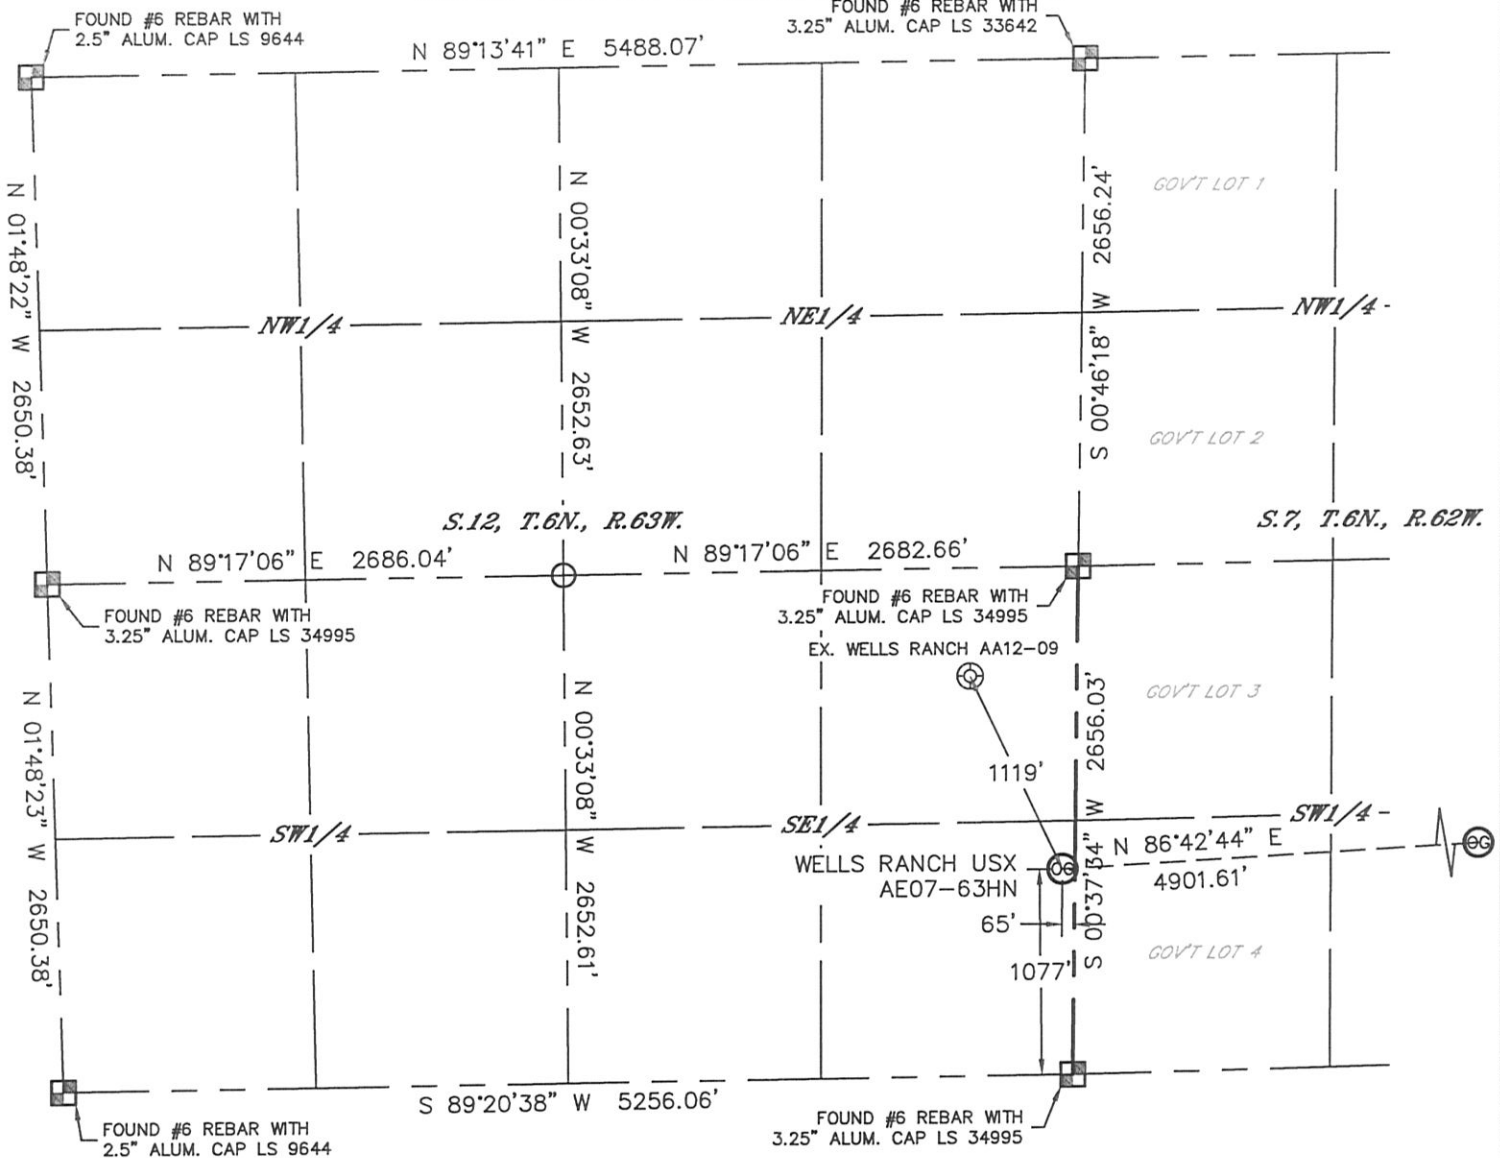 FOUND #6 REBAR WITH
2.5" ALUM. CAP LS 9644
N 89°13'41" E 5488.07'
FOUND #6 REBAR WITH
3.25" ALUM. CAP LS 33642
N 01°48'22" W 2650.38'
N 00°33'08" W 2652.63'
S 00°46'18" W 2656.24'
GOV'T LOT 1
NW1/4
NE1/4
NW1/4
GOV'T LOT 2
S.12, T.6N., R.63W.
S.7, T.6N., R.62W.
N 89°17'06" E 2686.04'
N 89°17'06" E 2682.66'
FOUND #6 REBAR WITH
3.25" ALUM. CAP LS 34995
FOUND #6 REBAR WITH
3.25" ALUM. CAP LS 34995
EX. WELLS RANCH AA12-09
N 01°48'23" W 2650.38'
N 00°33'08" W 2652.61'
S 00°37'34" W 2656.03'
GOV'T LOT 3
1119'
SW1/4
SE1/4
SW1/4
WELLS RANCH USX
AE07-63HN
OG
N 86°42'44" E
4901.61'
OG
65'
1077'
GOV'T LOT 4
S 89°20'38" W 5256.06'
FOUND #6 REBAR WITH
2.5" ALUM. CAP LS 9644
FOUND #6 REBAR WITH
3.25" ALUM. CAP LS 34995